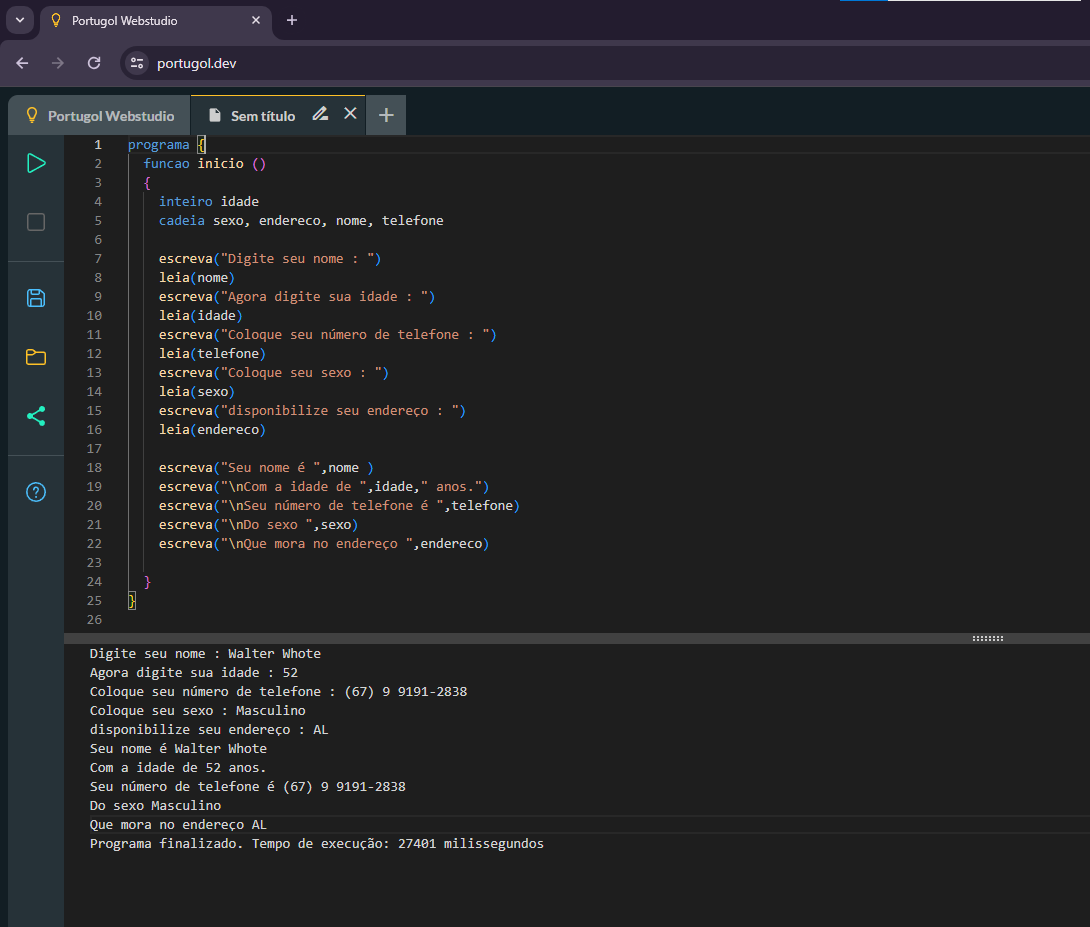 Portugol Webstudio
portugol.dev
Portugol Webstudio
Sem título
1 programa {
2 funcao inicio ()
3 {
4 inteiro idade
5 cadeia sexo, endereco, nome, telefone
6
7 escreva("Digite seu nome : ")
8 leia(nome)
9 escreva("Agora digite sua idade : ")
10 leia(idade)
11 escreva("Coloque seu número de telefone : ")
12 leia(telefone)
13 escreva("Coloque seu sexo : ")
14 leia(sexo)
15 escreva("disponibilize seu endereço : ")
16 leia(endereco)
17
18 escreva("Seu nome é ",nome )
19 escreva("\nCom a idade de ",idade," anos.")
20 escreva("\nSeu número de telefone é ",telefone)
21 escreva("\nDo sexo ",sexo)
22 escreva("\nQue mora no endereço ",endereco)
23
24 }
25 }
26
Digite seu nome : Walter Whote
Agora digite sua idade : 52
Coloque seu número de telefone : (67) 9 9191-2838
Coloque seu sexo : Masculino
disponibilize seu endereço : AL
Seu nome é Walter Whote
Com a idade de 52 anos.
Seu número de telefone é (67) 9 9191-2838
Do sexo Masculino
Que mora no endereço AL
Programa finalizado. Tempo de execução: 27401 milissegundos